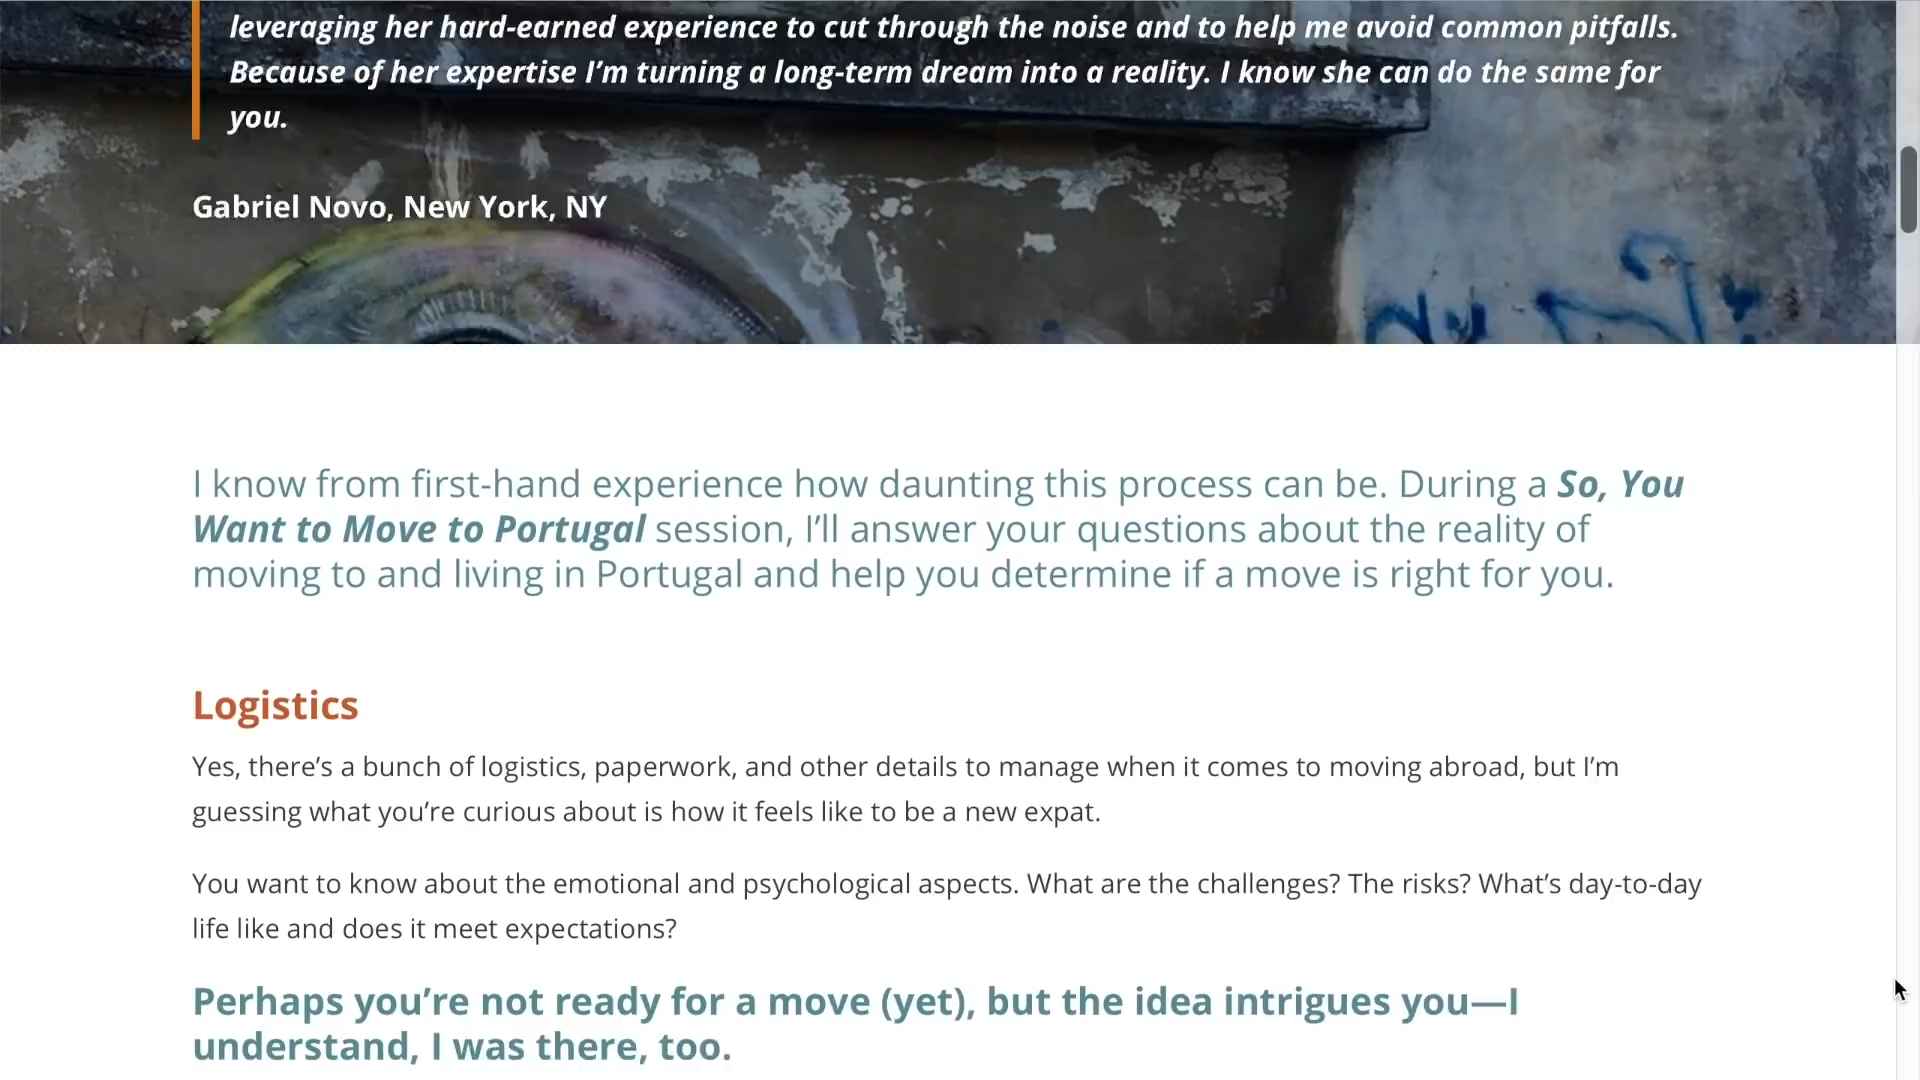 leveraging her hard-earned experience to cut through the noise and to help me avoid common pitfalls.
Because of her expertise I’m turning a long-term dream into a reality. I know she can do the same for
you.
Gabriel Novo, New York, NY
I know from first-hand experience how daunting this process can be. During a So, You
Want to Move to Portugal session, I’ll answer your questions about the reality of
moving to and living in Portugal and help you determine if a move is right for you.
Logistics
Yes, there’s a bunch of logistics, paperwork, and other details to manage when it comes to moving abroad, but I’m
guessing what you’re curious about is how it feels like to be a new expat.
You want to know about the emotional and psychological aspects. What are the challenges? The risks? What’s day-to-day
life like and does it meet expectations?
Perhaps you’re not ready for a move (yet), but the idea intrigues you—I
understand, I was there, too.